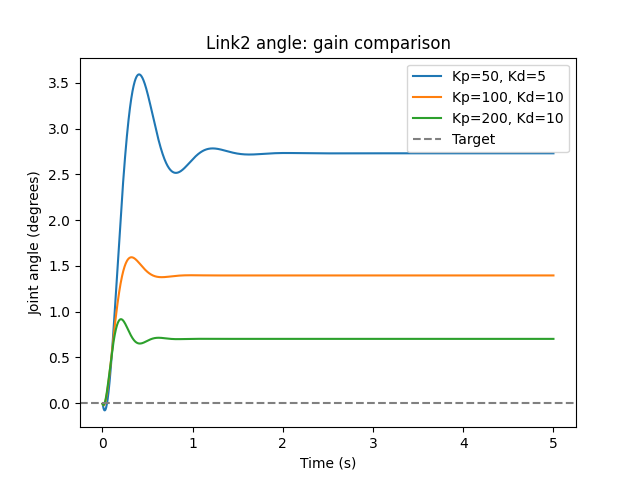 Link2 angle: gain comparison
Kp=50, Kd=5
Kp=100, Kd=10
Kp=200, Kd=10
Target
Joint angle (degrees)
3.5
3.0
2.5
2.0
1.5
1.0
0.5
0.0
0 1 2 3 4 5
Time (s)